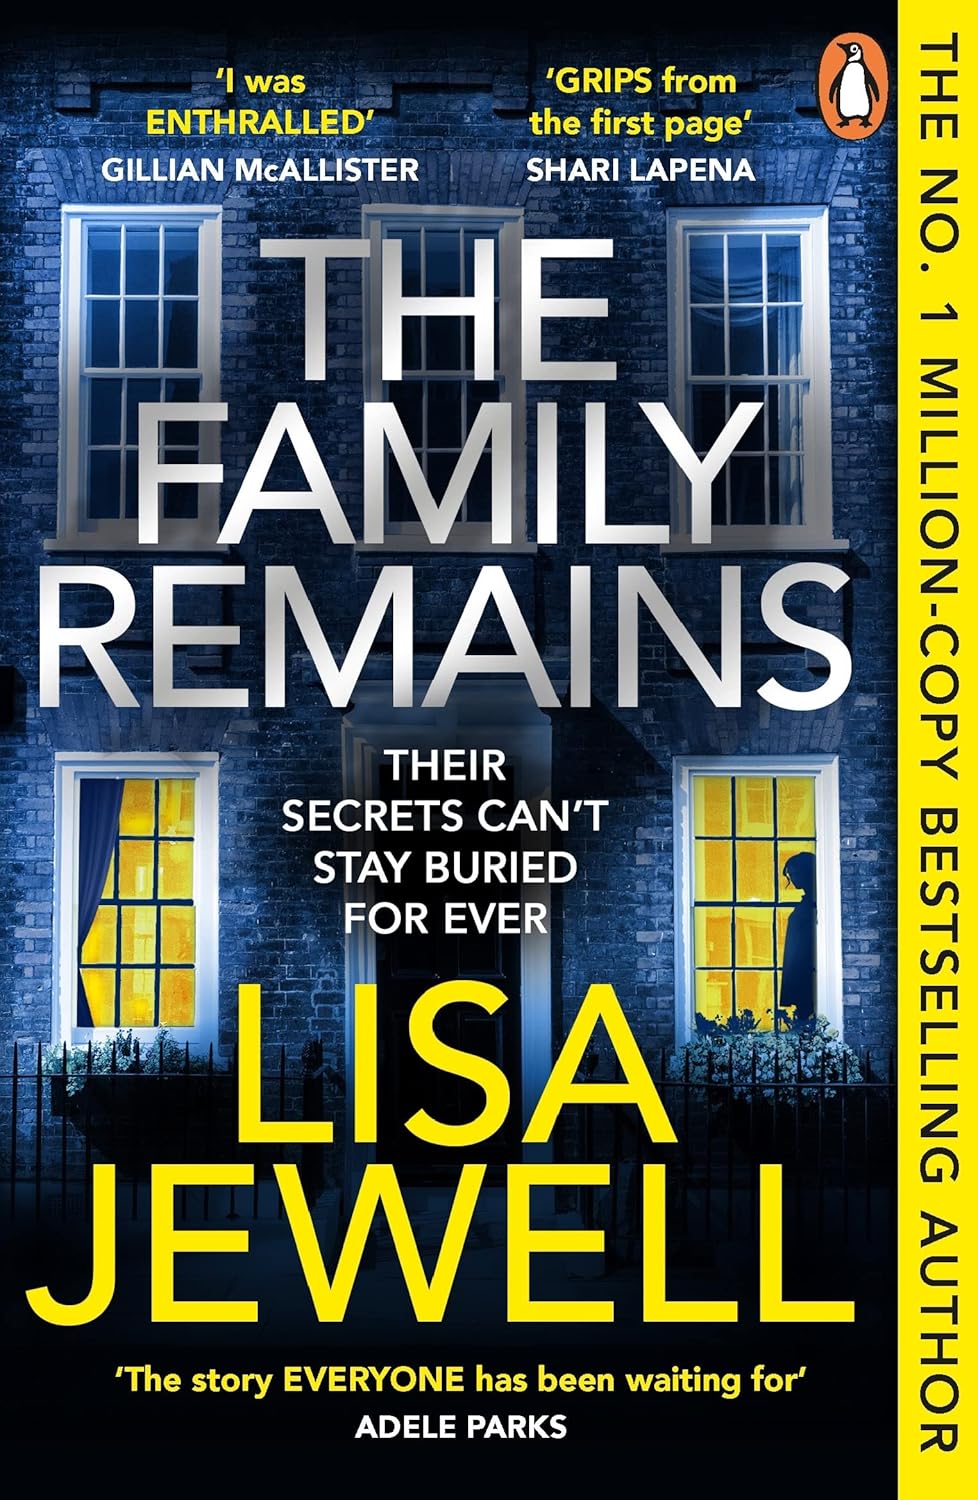 'I was
ENTHRALLED'
GILLIAN McALLISTER
'GRIPS from
the first page'
SHARI LAPENA
THE
FAMILY
REMAINS
THEIR
SECRETS CAN'T
STAY BURIED
FOR EVER
LISA
JEWELL
'The story EVERYONE has been waiting for'
ADELE PARKS
THE NO. 1 MILLION-COPY BESTSELLING AUTHOR